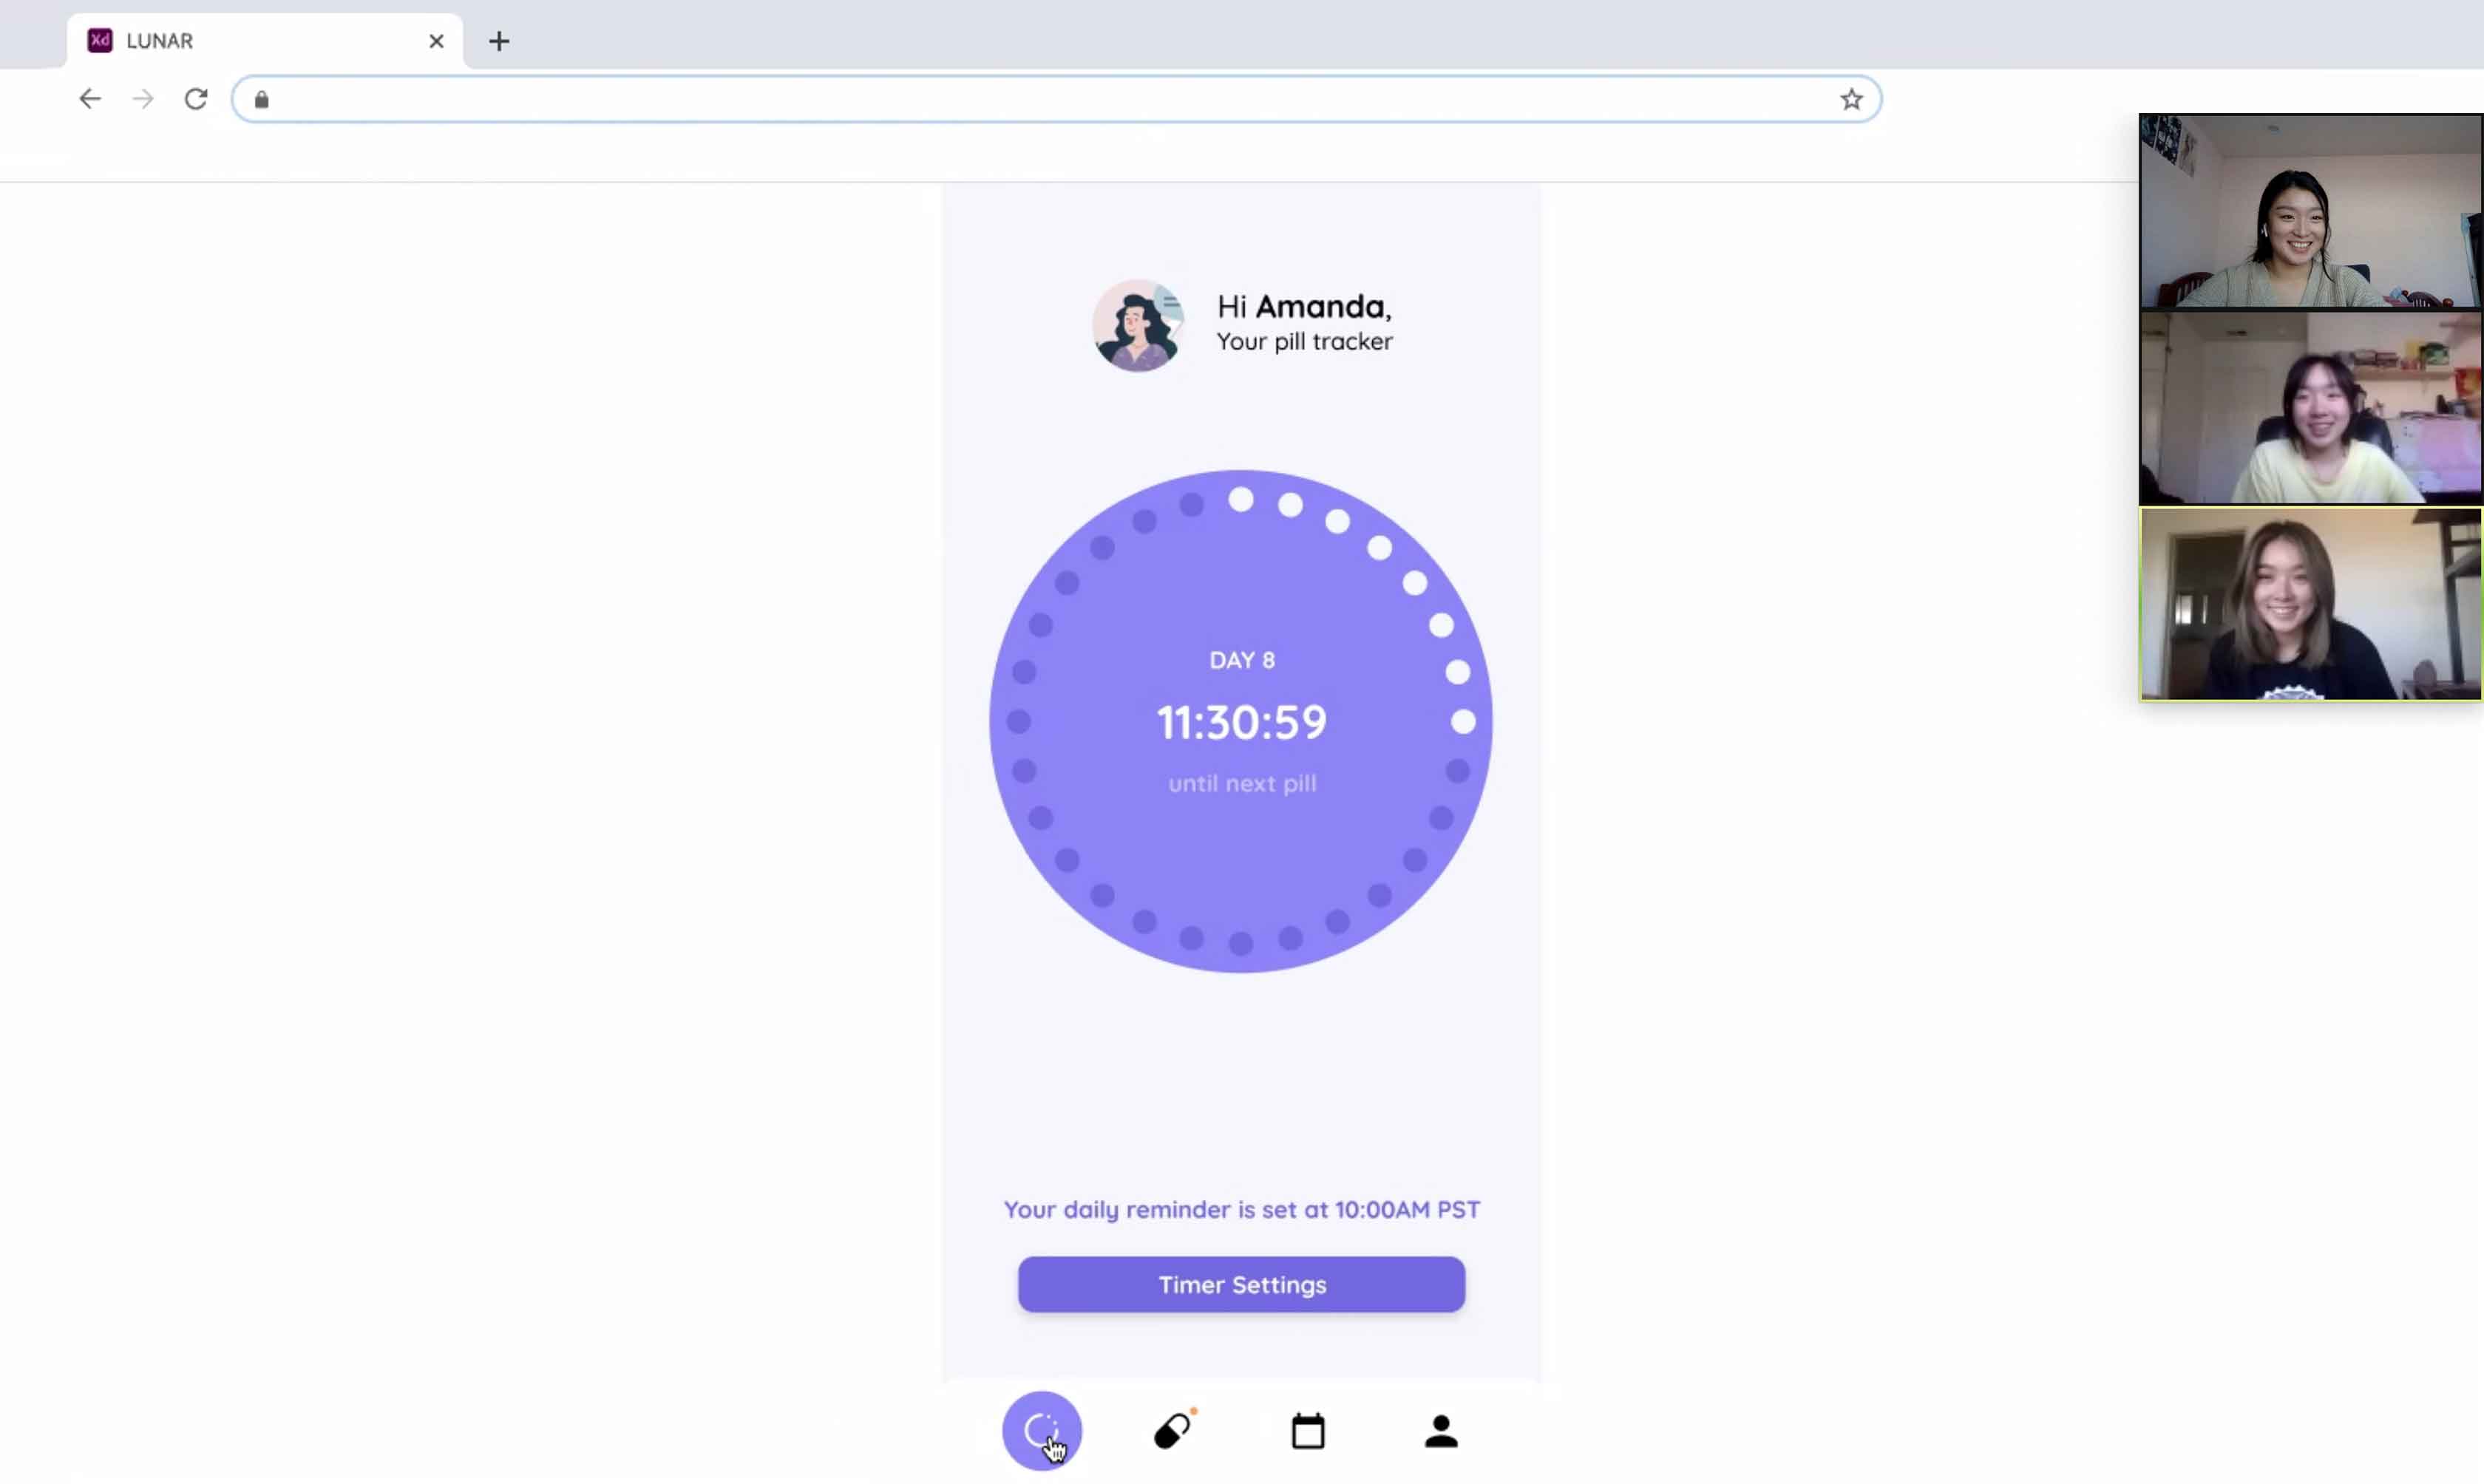 Xd LUNAR
Hi Amanda,
Your pill tracker
DAY 8
11:30:59
until next pill
Your daily reminder is set at 10:00AM PST
Timer Settings